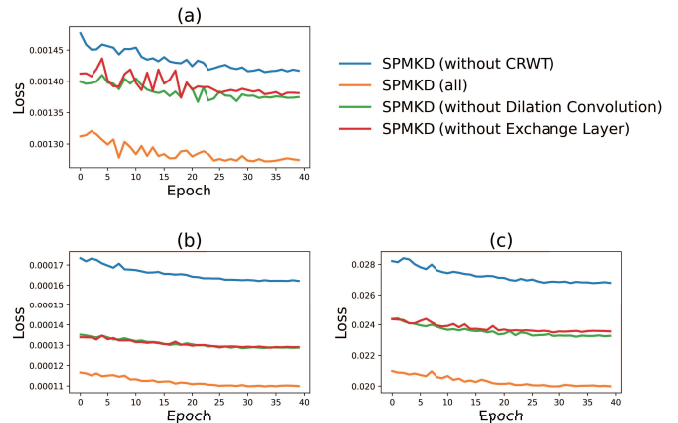 (a)
0.00145
0.00140
0.00135
0.00130
Loss
0 5 10 15 20 25 30 35 40
Epoch
SPMKD (without CRWT)
SPMKD (all)
SPMKD (without Dilation Convolution)
SPMKD (without Exchange Layer)
(b)
0.00017
0.00016
0.00015
0.00014
0.00013
0.00012
0.00011
Loss
0 5 10 15 20 25 30 35 40
Epoch
(c)
0.028
0.026
0.024
0.022
0.020
Loss
0 5 10 15 20 25 30 35 40
Epoch